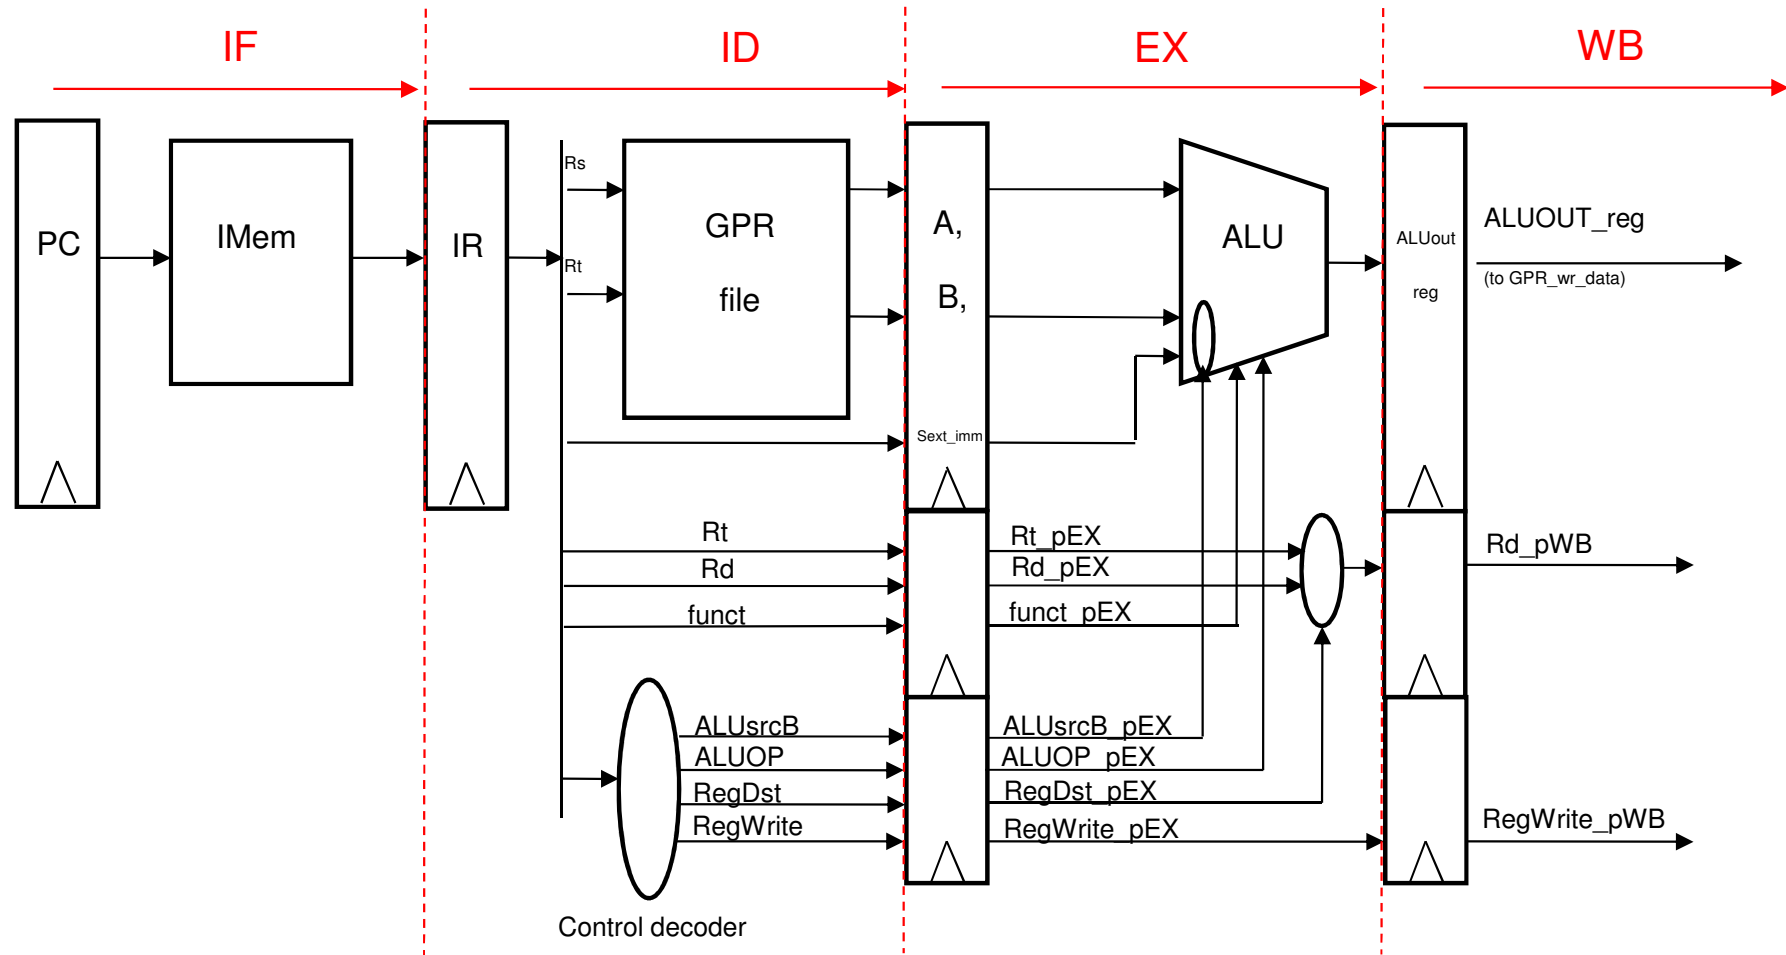 IF
ID
EX
WB
PC
IMem
IR
Rs
Rt
GPR
file
A,
B,
Sext_imm
ALU
ALUout
reg
ALUOUT_reg
(to GPR_wr_data)
Rt
Rd
funct
Rt_pEX
Rd_pEX
funct_pEX
Rd_pWB
ALUsrcB
ALUOP
RegDst
RegWrite
ALUsrcB_pEX
ALUOP_pEX
RegDst_pEX
RegWrite_pEX
RegWrite_pWB
Control decoder